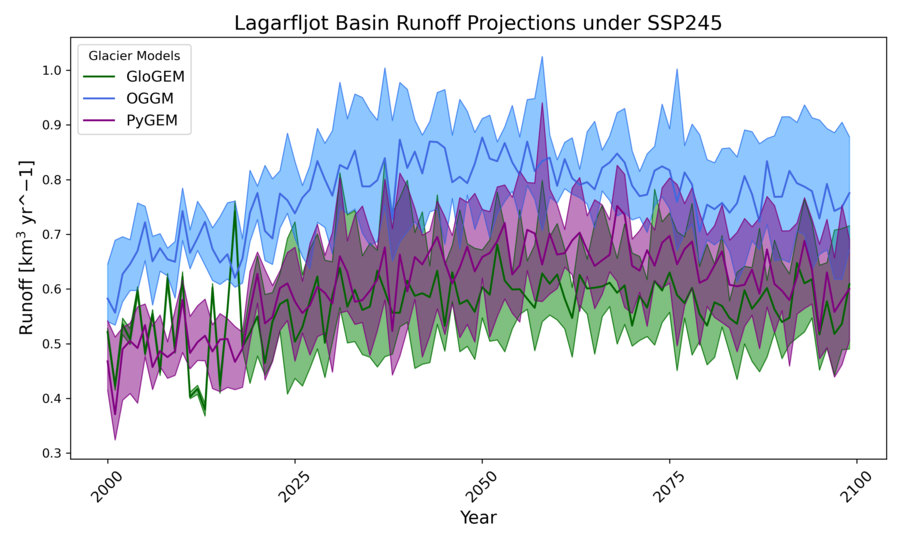 Lagarfljot Basin Runoff Projections under SSP245
Glacier Models
GloGEM
OGGM
PyGEM
Runoff [km³ yr^−1]
1.0
0.9
0.8
0.7
0.6
0.5
0.4
0.3
2000
2025
2050
2075
2100
Year